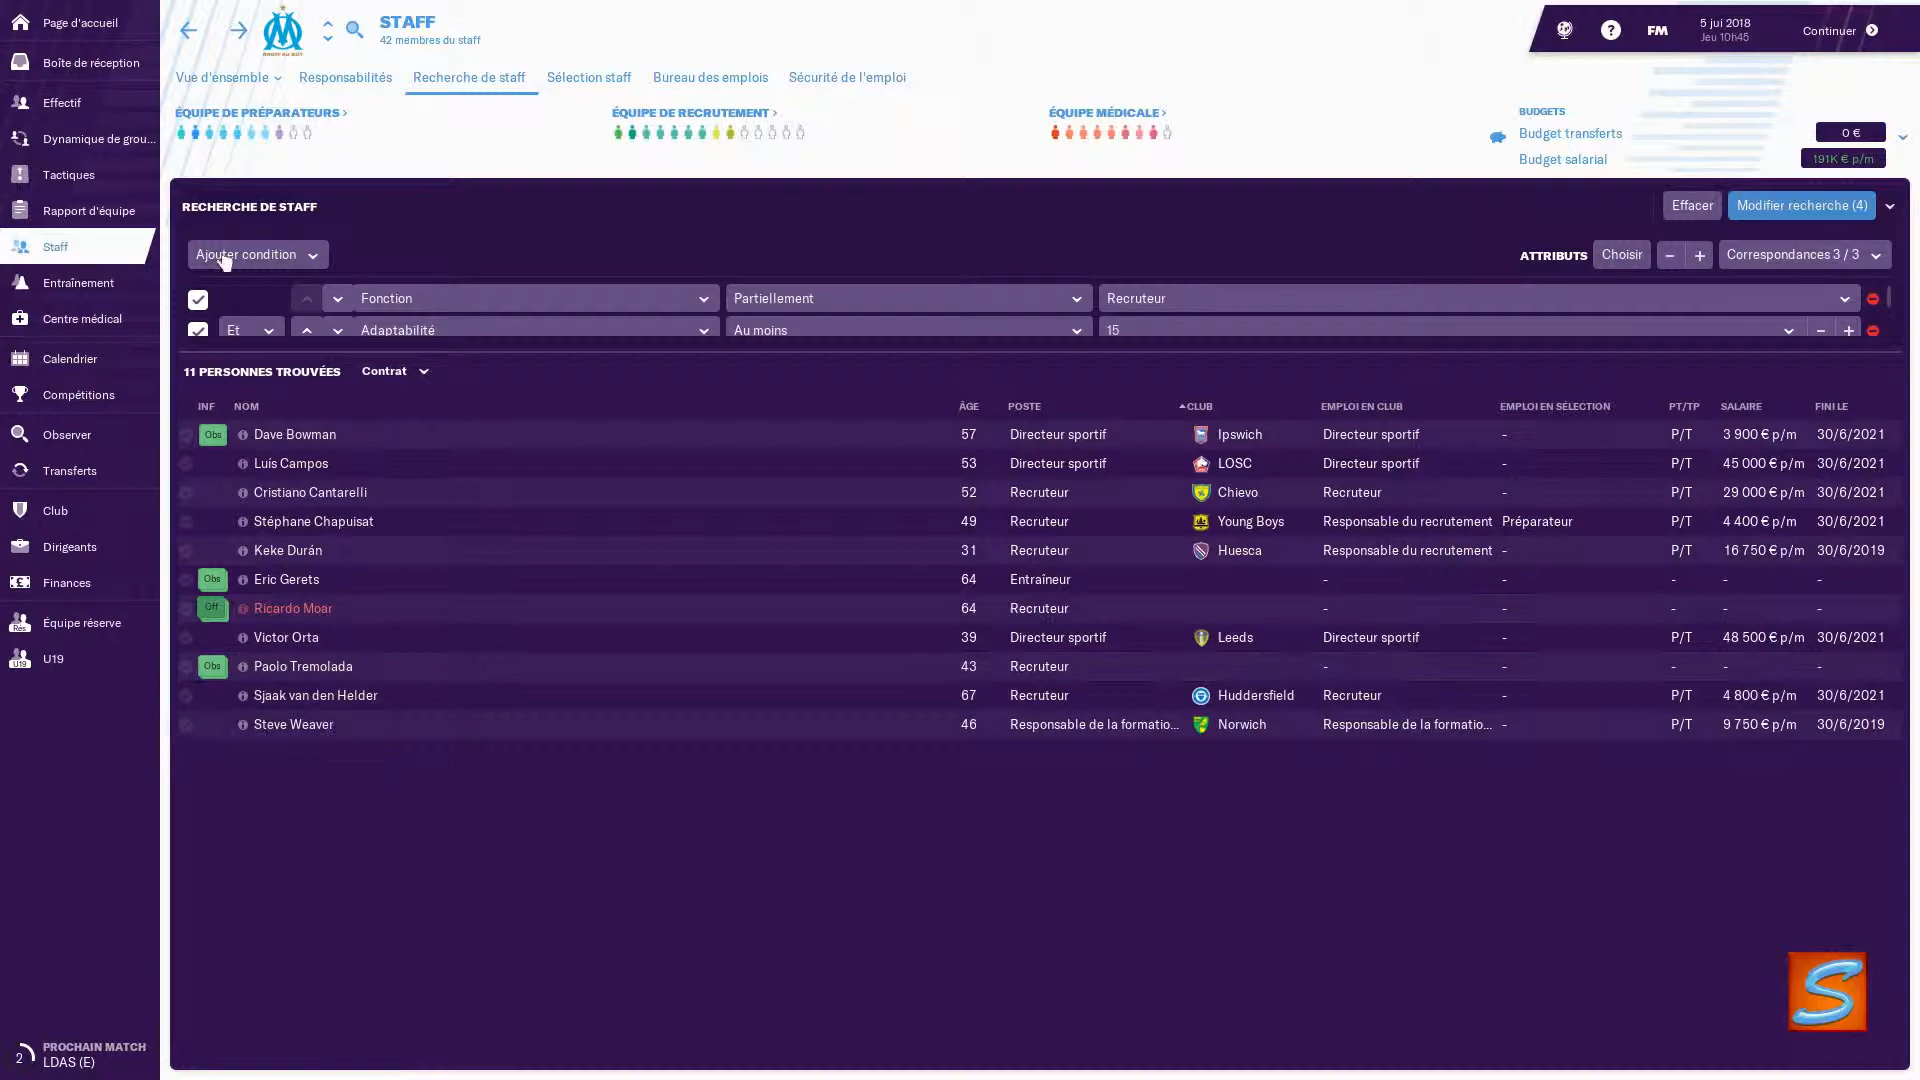 Page d'accueil
Boîte de réception
Effectif
Dynamique de grou...
Tactiques
Rapport d'équipe
Staff
Entraînement
Centre médical
Calendrier
Compétitions
Observer
Transferts
Club
Dirigeants
Finances
Rés
Équipe réserve
U19
U19
2
PROCHAIN MATCH
LDAS (E)
DROIT AU BUT
STAFF
42 membres du staff
? FM
5 jui 2018
Jeu 10h45
Continuer
Vue d'ensemble Responsabilités Recherche de staff Sélection staff Bureau des emplois Sécurité de l'emploi
ÉQUIPE DE PRÉPARATEURS > ÉQUIPE DE RECRUTEMENT > ÉQUIPE MÉDICALE >
BUDGETS
Budget transferts 0 €
Budget salarial 191K € p/m
RECHERCHE DE STAFF Effacer Modifier recherche (4)
Ajouter condition ATTRIBUTS Choisir − + Correspondances 3 / 3
Fonction Partiellement Recruteur
Et Adaptabilité Au moins 15 − +
11 PERSONNES TROUVÉES Contrat
INF NOM ÂGE POSTE CLUB EMPLOI EN CLUB EMPLOI EN SÉLECTION PT/TP SALAIRE FINI LE
Obs Dave Bowman 57 Directeur sportif Ipswich Directeur sportif - P/T 3 900 € p/m 30/6/2021
Luís Campos 53 Directeur sportif LOSC Directeur sportif - P/T 45 000 € p/m 30/6/2021
Cristiano Cantarelli 52 Recruteur Chievo Recruteur - P/T 29 000 € p/m 30/6/2021
Stéphane Chapuisat 49 Recruteur Young Boys Responsable du recrutement Préparateur P/T 4 400 € p/m 30/6/2021
Keke Durán 31 Recruteur Huesca Responsable du recrutement - P/T 16 750 € p/m 30/6/2019
Obs Eric Gerets 64 Entraîneur - - - - -
Off Ricardo Moar 64 Recruteur - - - - -
Victor Orta 39 Directeur sportif Leeds Directeur sportif - P/T 48 500 € p/m 30/6/2021
Obs Paolo Tremolada 43 Recruteur - - - - -
Sjaak van den Helder 67 Recruteur Huddersfield Recruteur - P/T 4 800 € p/m 30/6/2021
Steve Weaver 46 Responsable de la formatio... Norwich Responsable de la formatio... - P/T 9 750 € p/m 30/6/2019
S